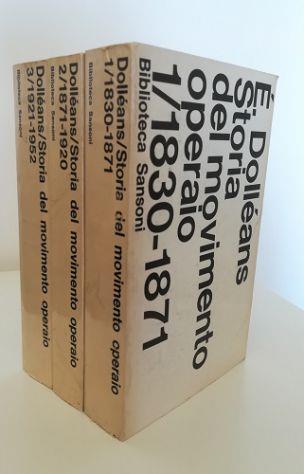 É. Dolléans
Storia
del movimento
operaio
1/1830-1871
Biblioteca Sansoni
Dolléans/Storia del movimento operaio
1/1830-1871
Biblioteca Sansoni
Dolléans/Storia del movimento operaio
2/1871-1920
Biblioteca Sansoni
Dolléans/Storia del movimento operaio
3/1921-1952
Biblioteca Sansoni